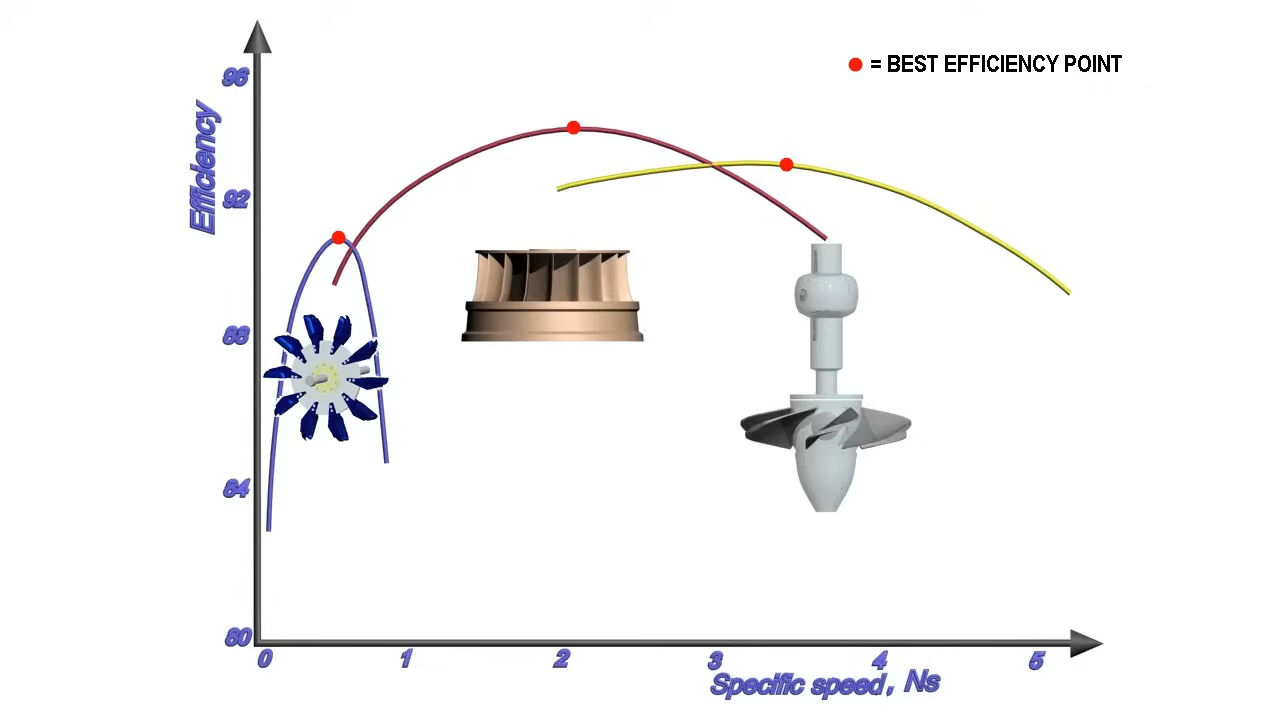 = BEST EFFICIENCY POINT
96
Efficiency
92
88
84
80
0 1 2 3 4 5
Specific speed, Ns